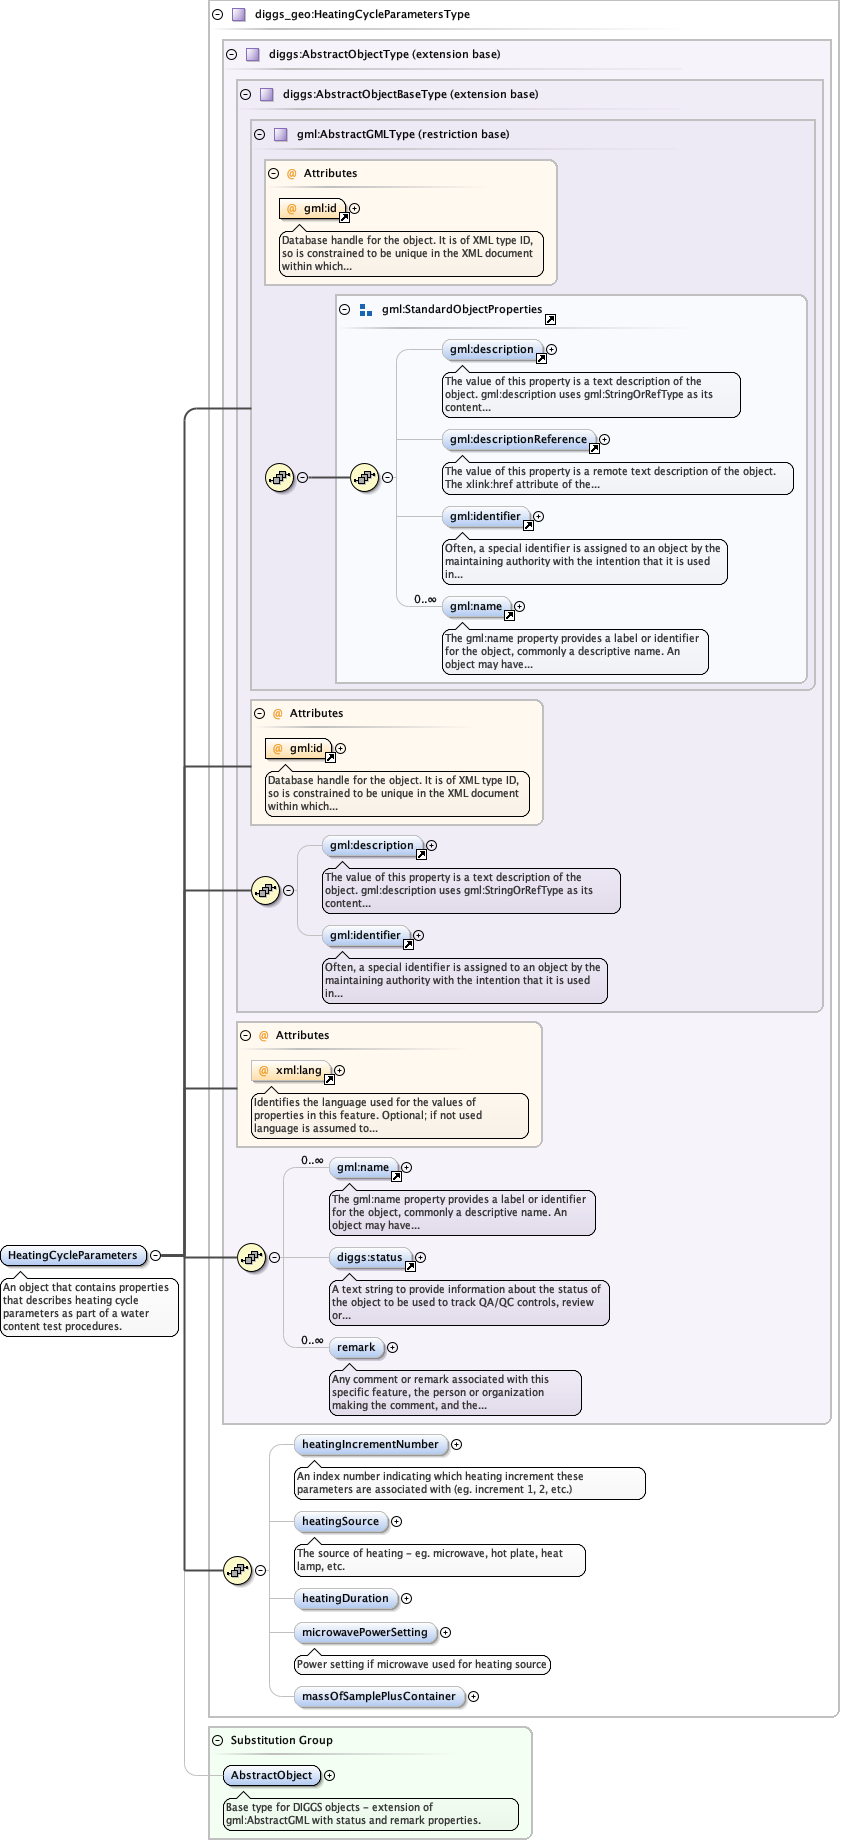 diggs_geo:HeatingCycleParametersType
diggs:AbstractObjectType (extension base)
diggs:AbstractObjectBaseType (extension base)
gml:AbstractGMLType (restriction base)
@ Attributes
@ gml:id
Database handle for the object. It is of XML type ID,
so is constrained to be unique in the XML document
within which...
gml:StandardObjectProperties
gml:description
The value of this property is a text description of the
object. gml:description uses gml:StringOrRefType as its
content...
gml:descriptionReference
The value of this property is a remote text description of the object.
The xlink:href attribute of the...
gml:identifier
Often, a special identifier is assigned to an object by the
maintaining authority with the intention that it is used
in...
0..∞
gml:name
The gml:name property provides a label or identifier
for the object, commonly a descriptive name. An
object may have...
@ Attributes
@ gml:id
Database handle for the object. It is of XML type ID,
so is constrained to be unique in the XML document
within which...
gml:description
The value of this property is a text description of the
object. gml:description uses gml:StringOrRefType as its
content...
gml:identifier
Often, a special identifier is assigned to an object by the
maintaining authority with the intention that it is used
in...
@ Attributes
@ xml:lang
Identifies the language used for the values of
properties in this feature. Optional; if not used
language is assumed to...
0..∞
gml:name
The gml:name property provides a label or identifier
for the object, commonly a descriptive name. An
object may have...
HeatingCycleParameters
An object that contains properties
that describes heating cycle
parameters as part of a water
content test procedures.
diggs:status
A text string to provide information about the status of
the object to be used to track QA/QC controls, review
or...
0..∞
remark
Any comment or remark associated with this
specific feature, the person or organization
making the comment, and the...
heatingIncrementNumber
An index number indicating which heating increment these
parameters are associated with (eg. increment 1, 2, etc.)
heatingSource
The source of heating - eg. microwave, hot plate, heat
lamp, etc.
heatingDuration
microwavePowerSetting
Power setting if microwave used for heating source
massOfSamplePlusContainer
Substitution Group
AbstractObject
Base type for DIGGS objects - extension of
gml:AbstractGML with status and remark properties.